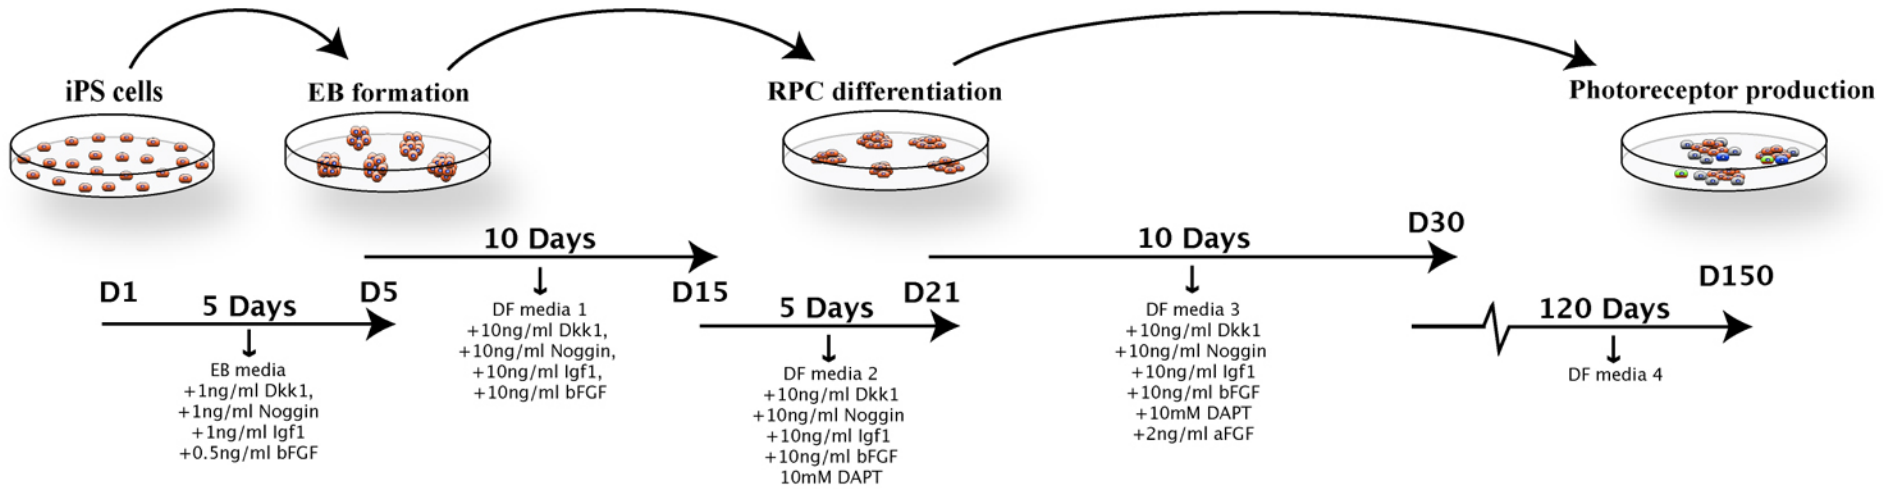 iPS cells
EB formation
RPC differentiation
Photoreceptor production
D1
5 Days
D5
EB media
+1ng/ml Dkk1,
+1ng/ml Noggin
+1ng/ml Igf1
+0.5ng/ml bFGF
10 Days
D15
DF media 1
+10ng/ml Dkk1,
+10ng/ml Noggin,
+10ng/ml Igf1,
+10ng/ml bFGF
5 Days
D21
DF media 2
+10ng/ml Dkk1
+10ng/ml Noggin
+10ng/ml Igf1
+10ng/ml bFGF
10mM DAPT
10 Days
D30
DF media 3
+10ng/ml Dkk1
+10ng/ml Noggin
+10ng/ml Igf1
+10ng/ml bFGF
+10mM DAPT
+2ng/ml aFGF
120 Days
D150
DF media 4